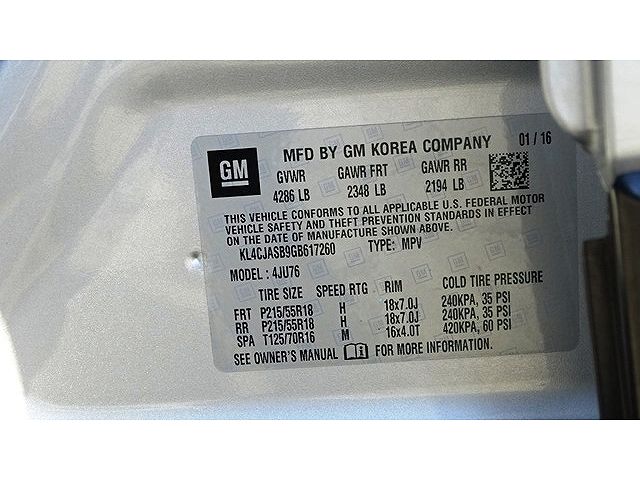 GM
MFD BY GM KOREA COMPANY 01 / 16
GVWR GAWR FRT GAWR RR
4286 LB 2348 LB 2194 LB
THIS VEHICLE CONFORMS TO ALL APPLICABLE U.S. FEDERAL MOTOR
VEHICLE SAFETY AND THEFT PREVENTION STANDARDS IN EFFECT
ON THE DATE OF MANUFACTURE SHOWN ABOVE.
KL4CJASB9GB617260 TYPE: MPV
MODEL : 4JU76
TIRE SIZE SPEED RTG RIM COLD TIRE PRESSURE
FRT P215/55R18 H 18x7.0J 240KPA, 35 PSI
RR P215/55R18 H 18x7.0J 240KPA, 35 PSI
SPA T125/70R16 M 16x4.0T 420KPA, 60 PSI
SEE OWNER'S MANUAL i FOR MORE INFORMATION.